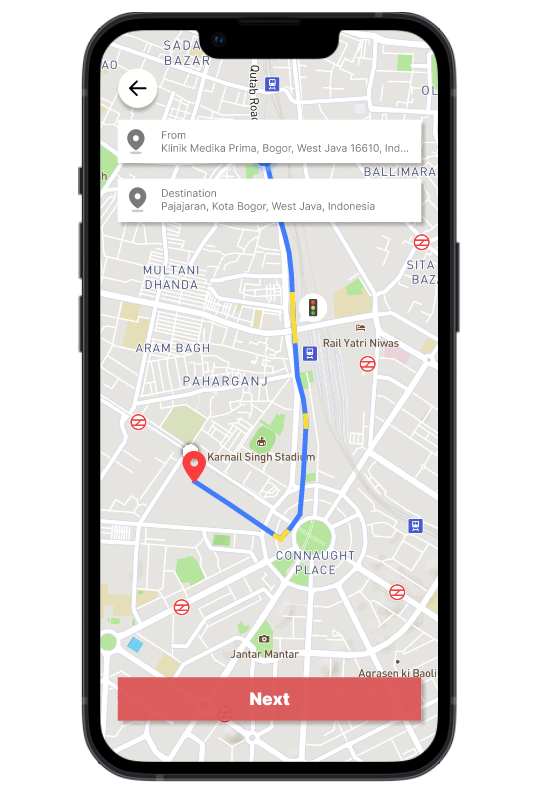 SADA
BAZAR
AO
Qutab Road
OL
From
Klinik Medika Prima, Bogor, West Java 16610, Ind...
BALLIMARA
h
Destination
Pajajaran, Kota Bogor, West Java, Indonesia
SITA
BAZ
MULTANI
DHANDA
Rail Yatri Niwas
ARAM BAGH
PAHARGANJ
Karnail Singh Stadium
CONNAUGHT
PLACE
Jantar Mantar
Agrasen ki Baoli
Next